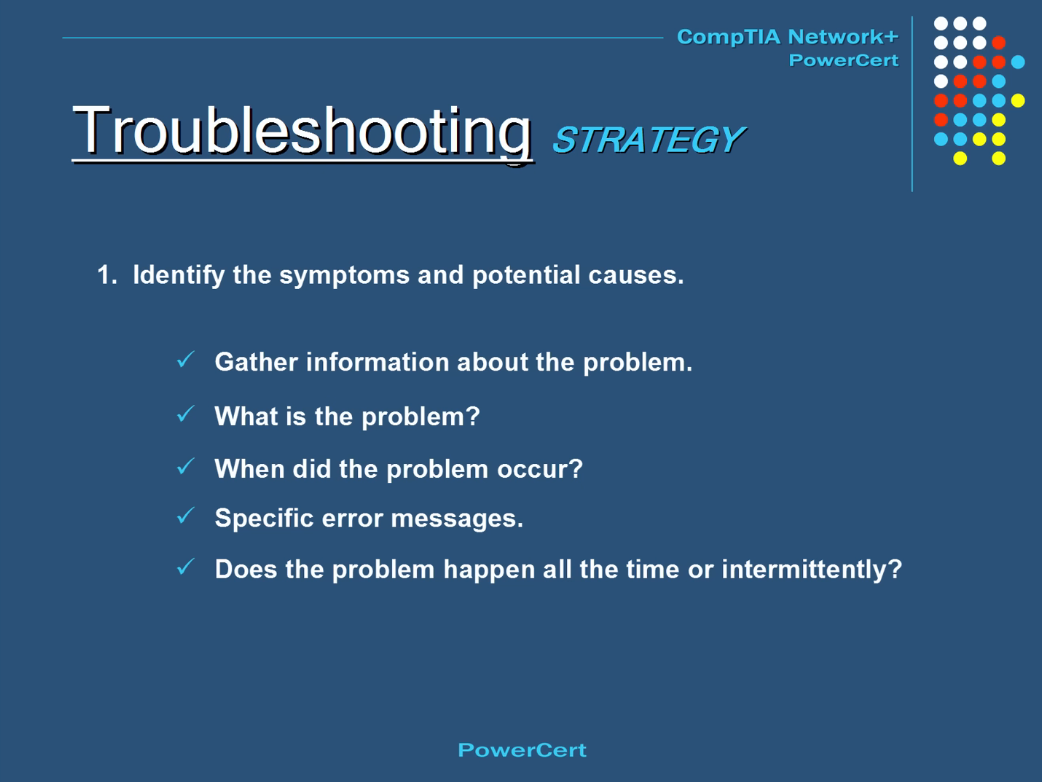 CompTIA Network+
PowerCert
Troubleshooting STRATEGY
1. Identify the symptoms and potential causes.
✓ Gather information about the problem.
✓ What is the problem?
✓ When did the problem occur?
✓ Specific error messages.
✓ Does the problem happen all the time or intermittently?
PowerCert